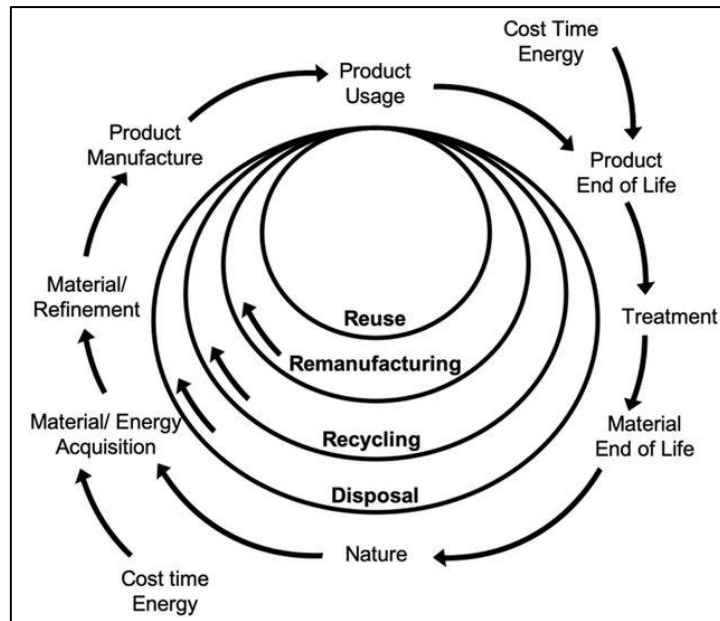 Cost Time
Energy
Product
Usage
Product
Manufacture
Product
End of Life
Material/
Refinement
Reuse
Treatment
Remanufacturing
Material/ Energy
Acquisition
Recycling
Material
End of Life
Disposal
Nature
Cost time
Energy